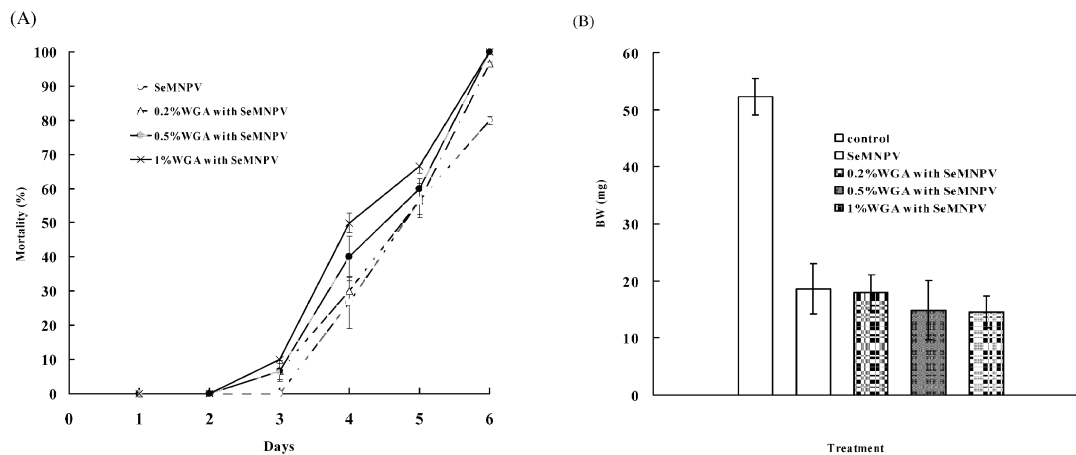 (A)
100
90
80
70
60
50
40
30
20
10
0
Mortality (%)
SeMNPV
0.2%WGA with SeMNPV
0.5%WGA with SeMNPV
1%WGA with SeMNPV
0 1 2 3 4 5 6
Days
(B)
60
50
40
30
20
10
0
BW (mg)
control
SeMNPV
0.2%WGA with SeMNPV
0.5%WGA with SeMNPV
1%WGA with SeMNPV
Treatment